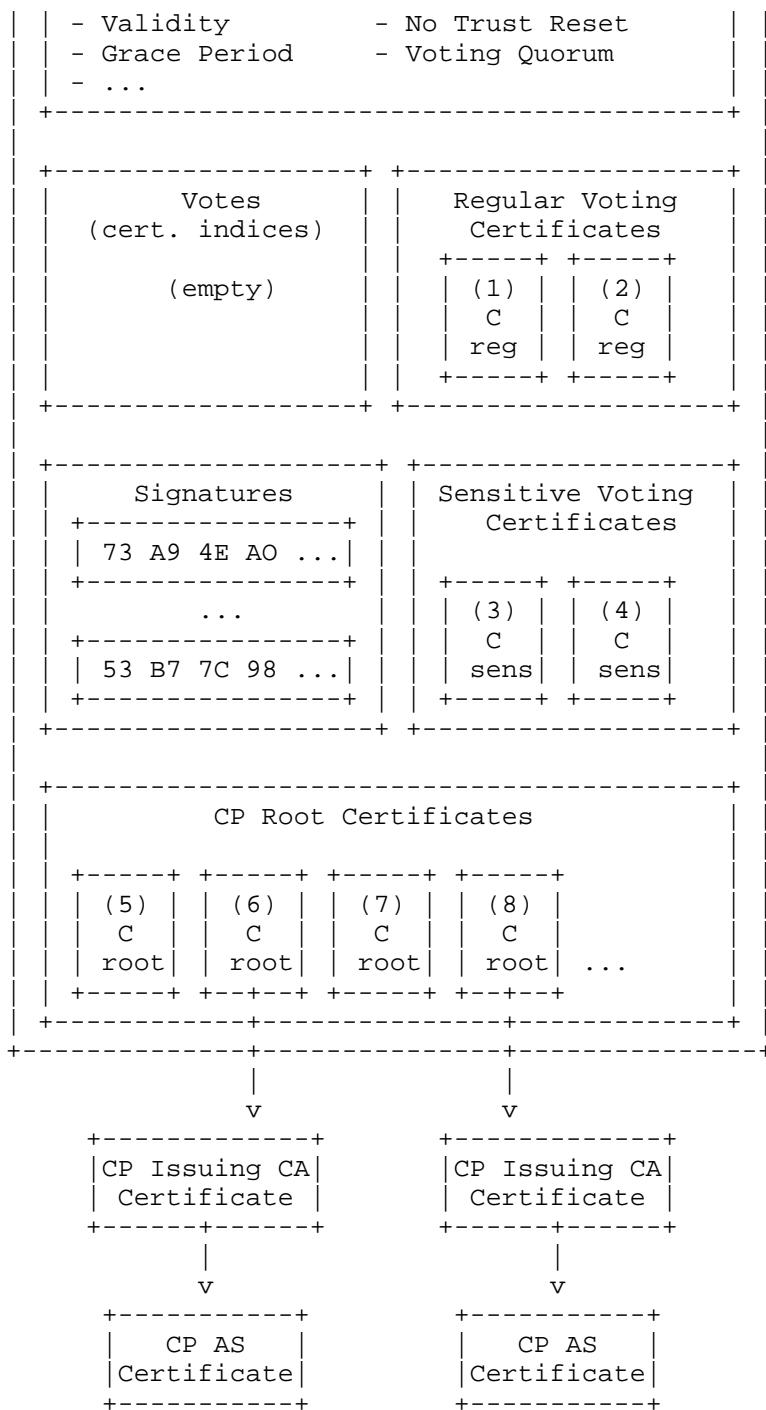 - Validity - No Trust Reset
- Grace Period - Voting Quorum
- ...
Votes Regular Voting
(cert. indices) Certificates
(empty) (1) (2)
C C
reg reg
Signatures Sensitive Voting
Certificates
73 A9 4E AO ...
... (3) (4)
C C
53 B7 7C 98 ... sens sens
CP Root Certificates
(5) (6) (7) (8)
C C C C
root root root root ...
v v
CP Issuing CA CP Issuing CA
Certificate Certificate
v v
CP AS CP AS
Certificate Certificate